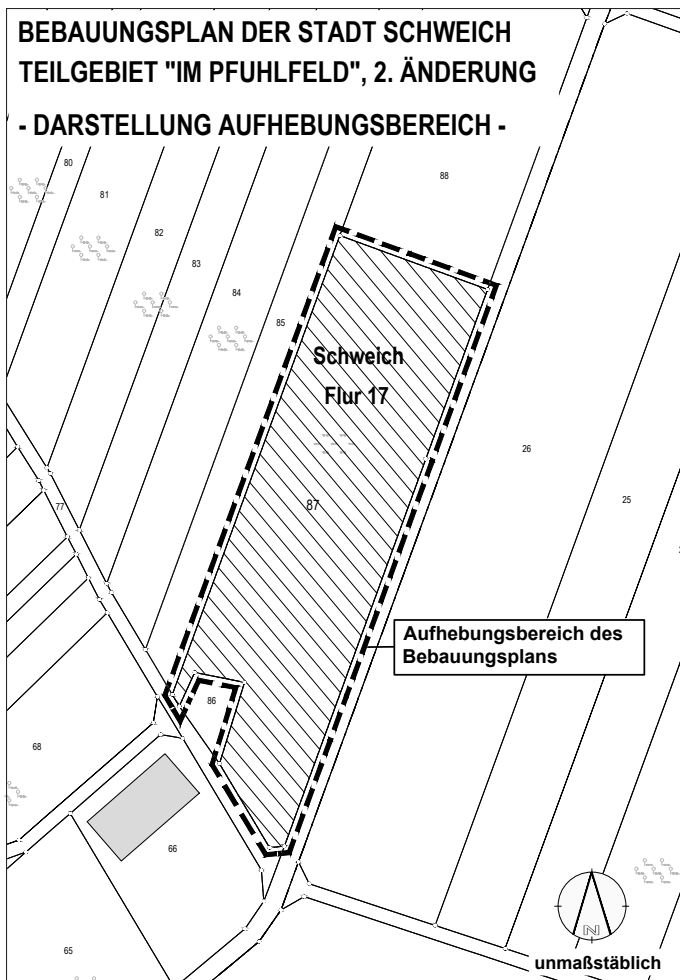 BEBAUUNGSPLAN DER STADT SCHWEICH
TEILGEBIET "IM PFUHLFELD", 2. ÄNDERUNG
- DARSTELLUNG AUFHEBUNGSBEREICH -
80
81
82
83
84
85
88
Schweich
Flur 17
26
25
77
87
Aufhebungsbereich des
Bebauungsplans
86
68
66
65
N
unmaßstäblich